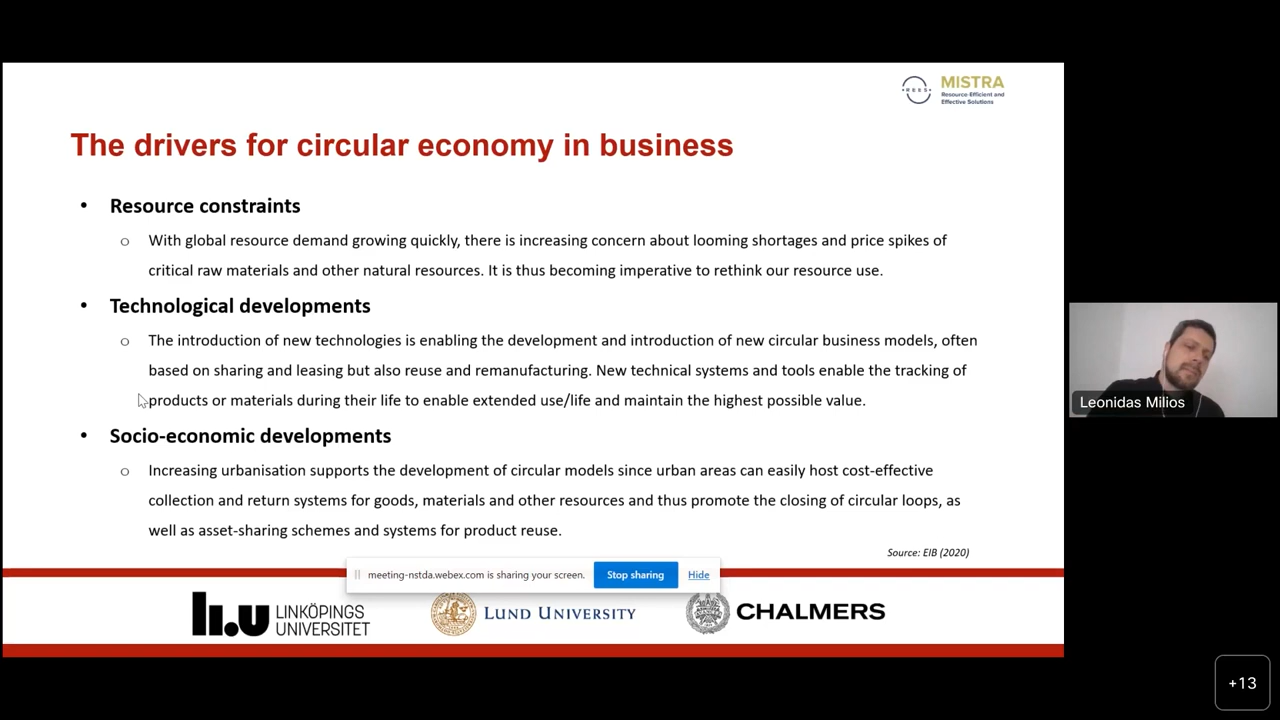 REES
MISTRA
Resource Efficient and
Effective Solutions
The drivers for circular economy in business
• Resource constraints
o With global resource demand growing quickly, there is increasing concern about looming shortages and price spikes of
critical raw materials and other natural resources. It is thus becoming imperative to rethink our resource use.
• Technological developments
o The introduction of new technologies is enabling the development and introduction of new circular business models, often
based on sharing and leasing but also reuse and remanufacturing. New technical systems and tools enable the tracking of
products or materials during their life to enable extended use/life and maintain the highest possible value.
• Socio-economic developments
o Increasing urbanisation supports the development of circular models since urban areas can easily host cost-effective
collection and return systems for goods, materials and other resources and thus promote the closing of circular loops, as
well as asset-sharing schemes and systems for product reuse.
Source: EIB (2020)
meeting-nstda.webex.com is sharing your screen. Stop sharing Hide
LINKÖPINGS
UNIVERSITET
LUND UNIVERSITY
CHALMERS
Leonidas Milios
+13